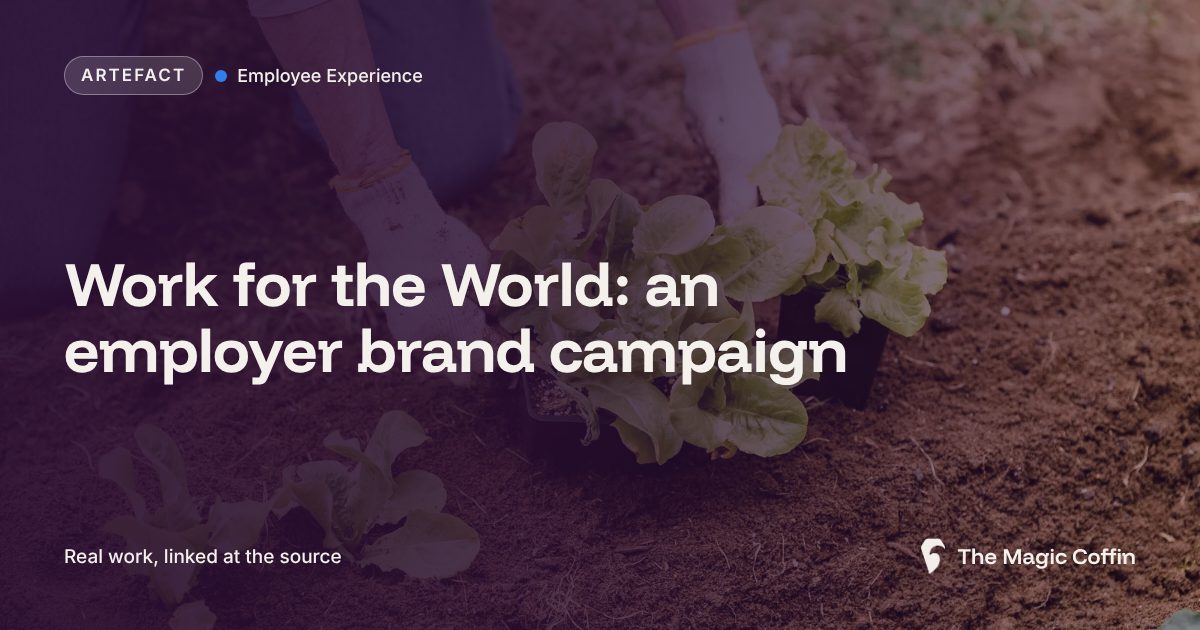 ARTEFACT
Employee Experience
Work for the World: an
employer brand campaign
Real work, linked at the source
The Magic Coffin